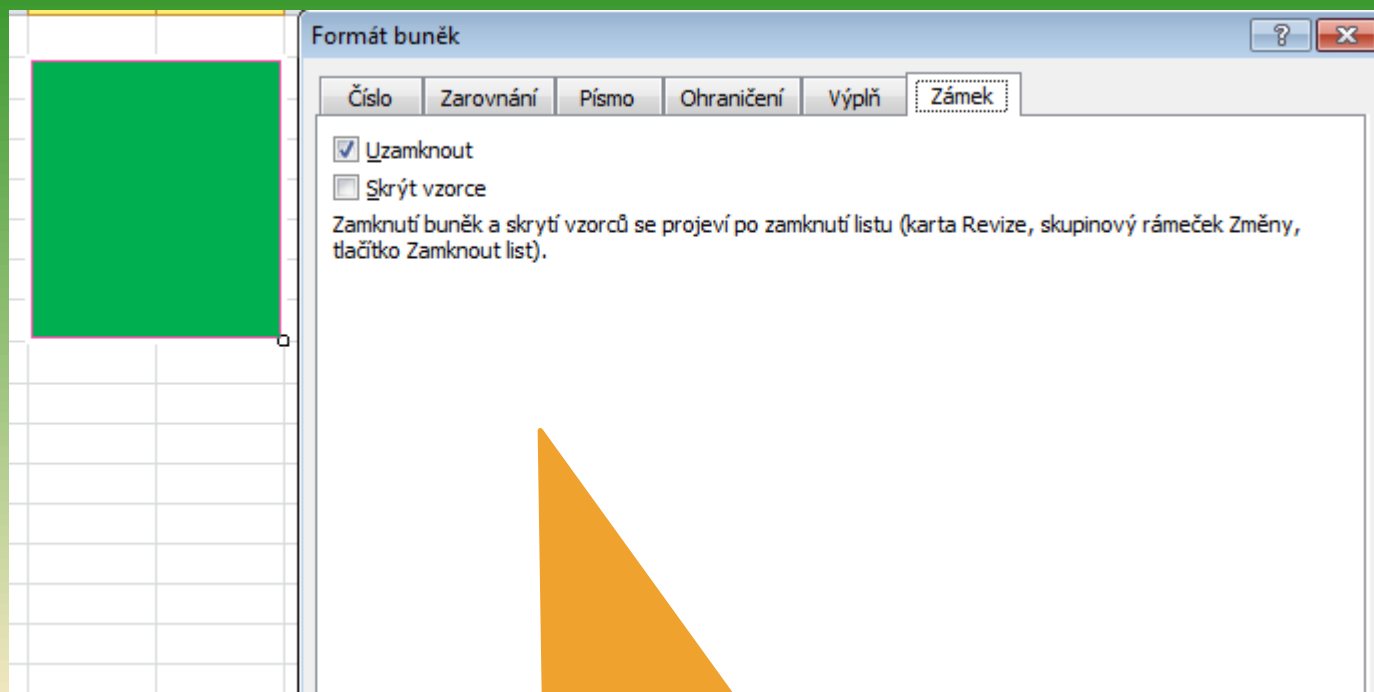 Formát buněk
Číslo Zarovnání Písmo Ohraničení Výplň Zámek
Uzamknout
Skrýt vzorce
Zamknutí buněk a skrytí vzorců se projeví po zamknutí listu (karta Revize, skupinový rámeček Změny,
tlačítko Zamknout list).